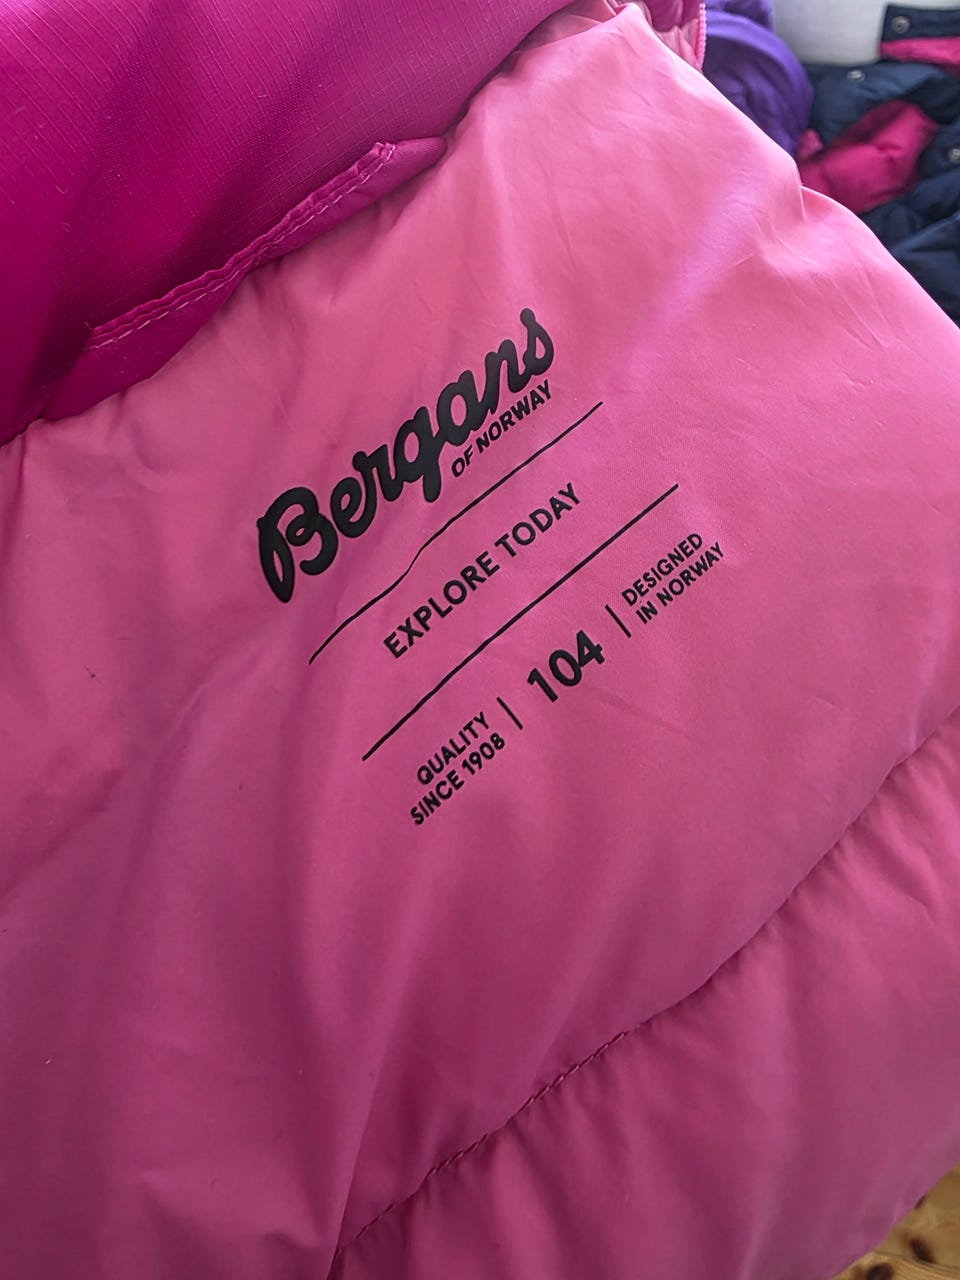 Bergans
OF NORWAY
EXPLORE TODAY
QUALITY
SINCE 1908
104
DESIGNED
IN NORWAY